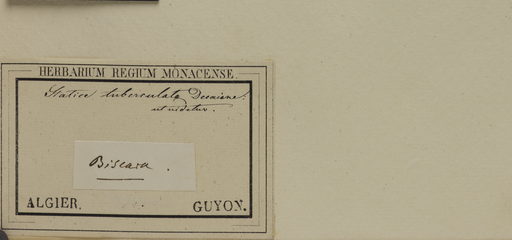 HERBARIUM REGIUM MONACENSE.
Statice tuberculata Decaisne.
ut videtur.
Biscara.
ALGIER. GUYON.